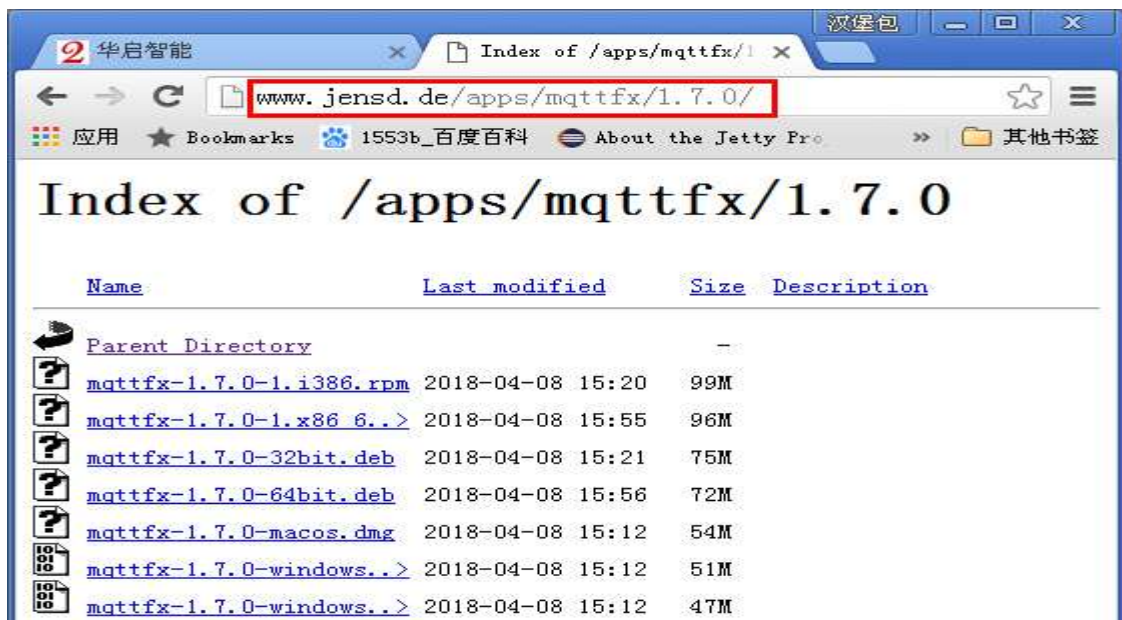 汉堡包
华启智能 Index of /apps/mqttfx/1
www.jensd.de/apps/mqttfx/1.7.0/
应用 Bookmarks 1553b_百度百科 About the Jetty Pro » 其他书签
Index of /apps/mqttfx/1.7.0
Name Last modified Size Description
Parent Directory -
mqttfx-1.7.0-1.i386.rpm 2018-04-08 15:20 99M
mqttfx-1.7.0-1.x86_6..> 2018-04-08 15:55 96M
mqttfx-1.7.0-32bit.deb 2018-04-08 15:21 75M
mqttfx-1.7.0-64bit.deb 2018-04-08 15:56 72M
mqttfx-1.7.0-macos.dmg 2018-04-08 15:12 54M
mqttfx-1.7.0-windows..> 2018-04-08 15:12 51M
mqttfx-1.7.0-windows..> 2018-04-08 15:12 47M